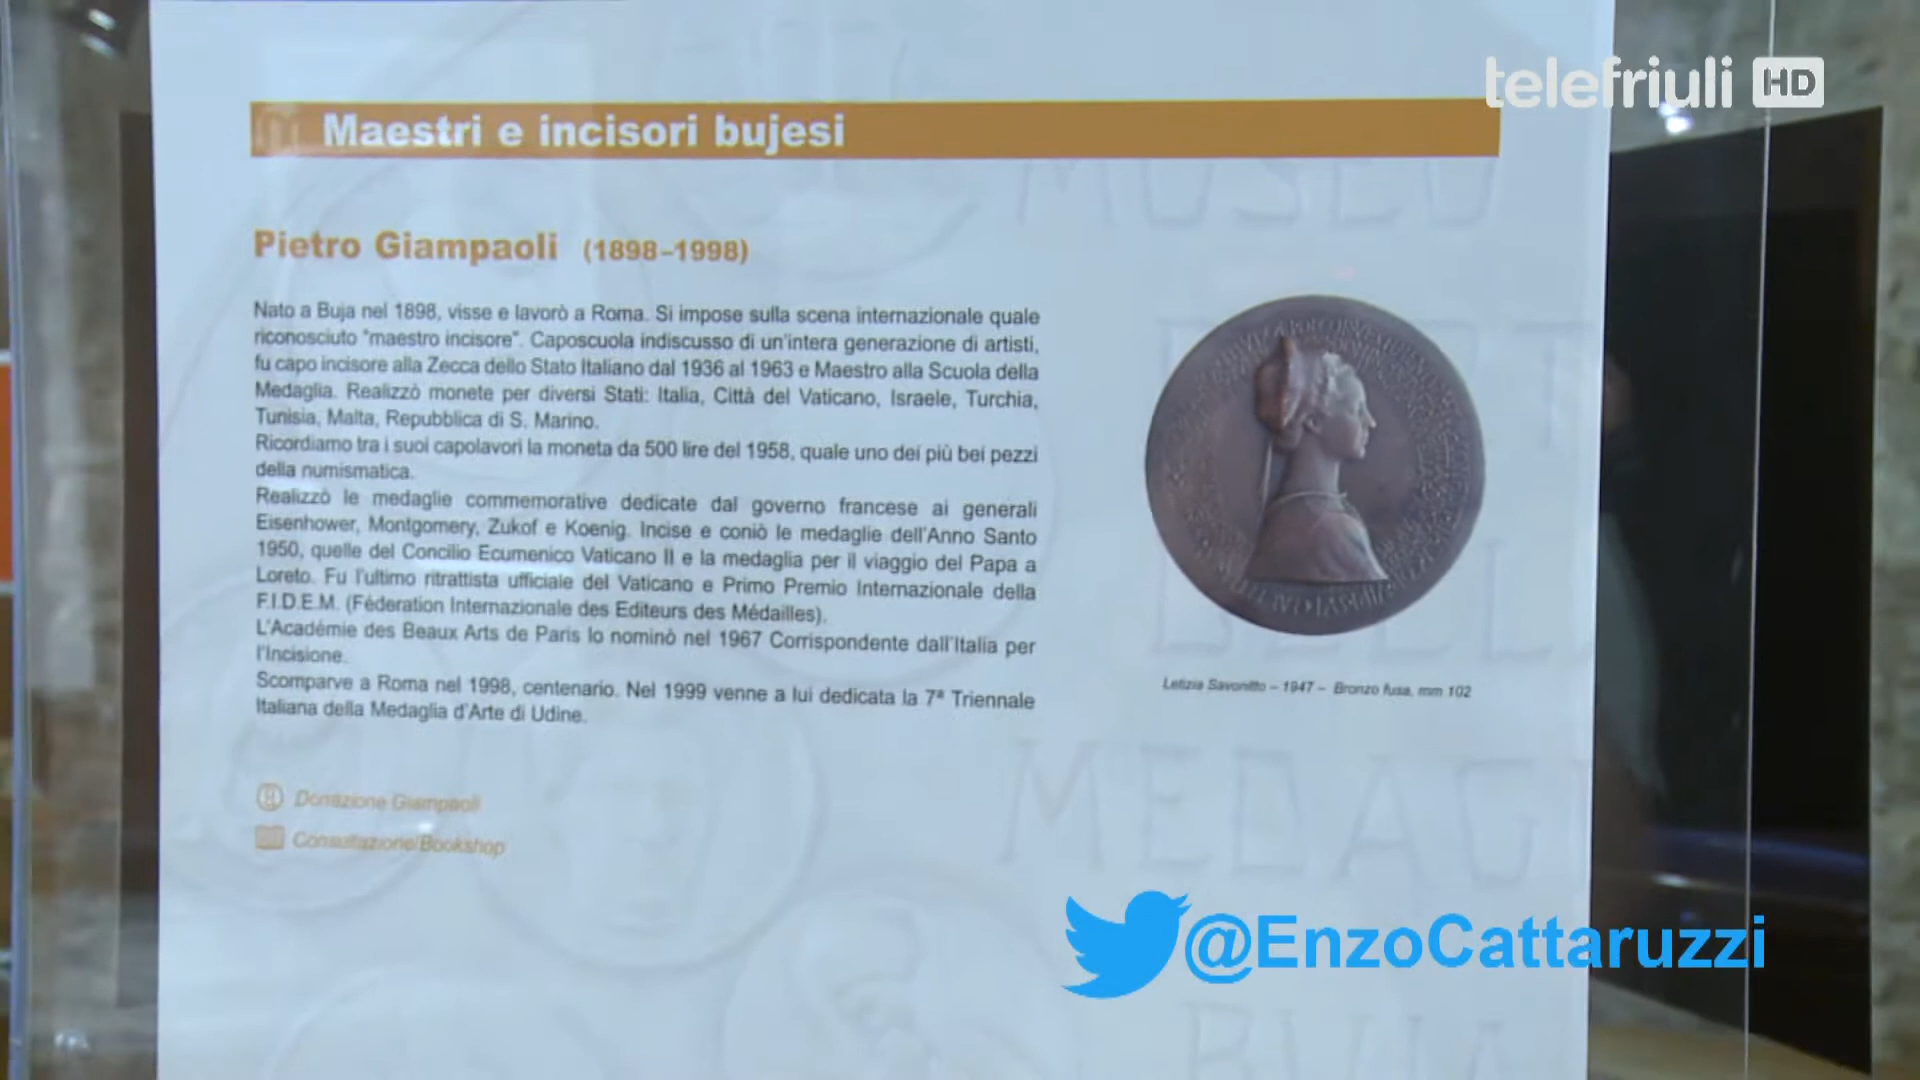 telefriuli HD
Maestri e incisori bujesi
Pietro Giampaoli (1898-1998)
Nato a Buja nel 1898, visse e lavorò a Roma. Si impose sulla scena internazionale quale
riconosciuto "maestro incisore". Caposcuola indiscusso di un'intera generazione di artisti,
fu capo incisore alla Zecca dello Stato Italiano dal 1936 al 1963 e Maestro alla Scuola della
Medaglia. Realizzò monete per diversi Stati: Italia, Città del Vaticano, Israele, Turchia,
Tunisia, Malta, Repubblica di S. Marino.
Ricordiamo tra i suoi capolavori la moneta da 500 lire del 1958, quale uno dei più bei pezzi
della numismatica.
Realizzò le medaglie commemorative dedicate dal governo francese ai generali
Eisenhower, Montgomery, Zukof e Koenig. Incise e coniò le medaglie dell'Anno Santo
1950, quelle del Concilio Ecumenico Vaticano II e la medaglia per il viaggio del Papa a
Loreto. Fu l'ultimo ritrattista ufficiale del Vaticano e Primo Premio Internazionale della
F.I.D.E.M. (Féderation Internazionale des Editeurs des Médailles).
L'Académie des Beaux Arts de Paris lo nominò nel 1967 Corrispondente dall'Italia per
l'Incisione.
Scomparve a Roma nel 1998, centenario. Nel 1999 venne a lui dedicata la 7ª Triennale
Italiana della Medaglia d'Arte di Udine.
Letizia Savonitto – 1947 – Bronzo fusa, mm 102
Donazione Giampaoli
Consultazione/Bookshop
MUSEO
MEDAG
BUJA
@EnzoCattaruzzi